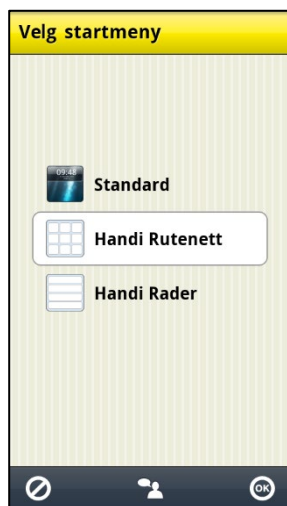 Velg startmeny
09:48
Standard
Handi Rutenett
Handi Rader
OK